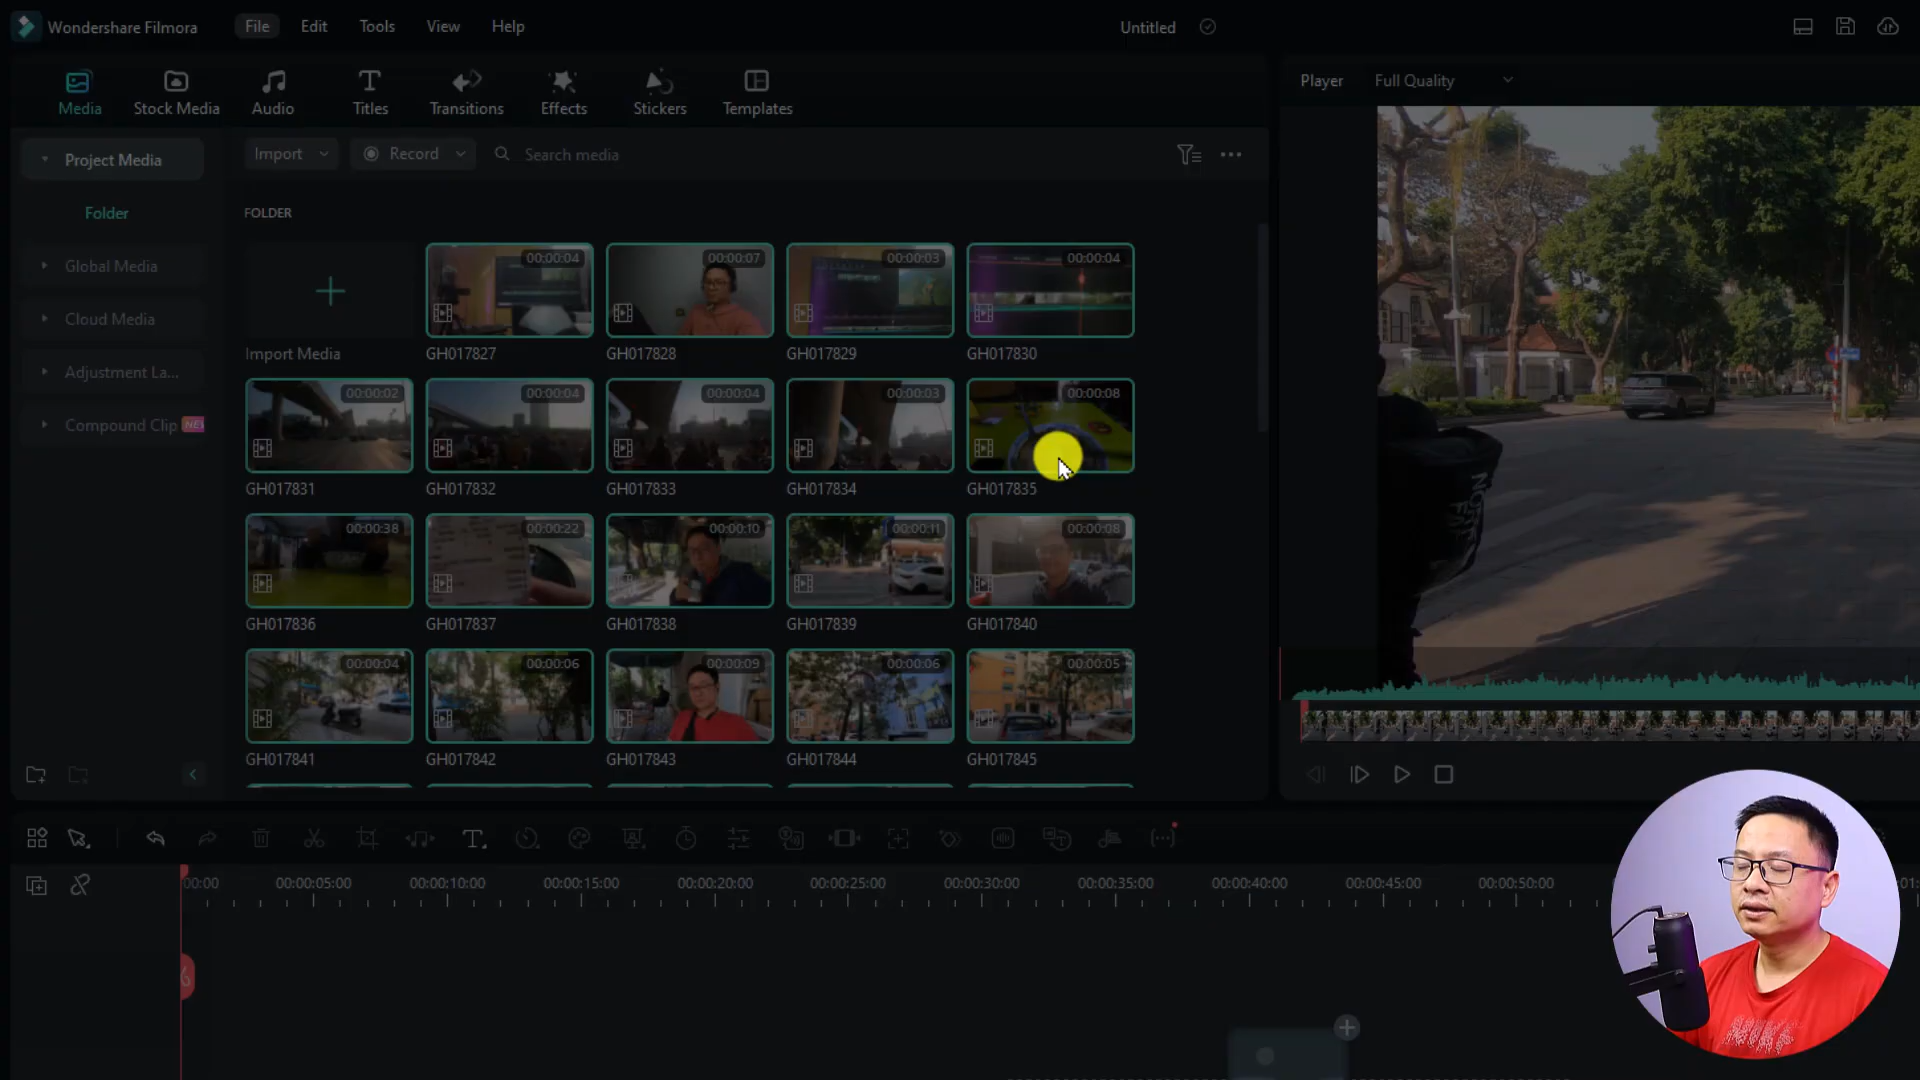 Wondershare Filmora File Edit Tools View Help Untitled
Media Stock Media Audio Titles Transitions Effects Stickers Templates
Player Full Quality
Project Media
Import Record Search media
Folder
FOLDER
Global Media
Cloud Media
Adjustment La...
Compound Clip NEW
00:00:04 00:00:07 00:00:03 00:00:04
Import Media GH017827 GH017828 GH017829 GH017830
00:00:02 00:00:04 00:00:04 00:00:03 00:00:08
GH017831 GH017832 GH017833 GH017834 GH017835
00:00:38 00:00:22 00:00:10 00:00:11 00:00:08
GH017836 GH017837 GH017838 GH017839 GH017840
00:00:04 00:00:06 00:00:09 00:00:06 00:00:05
GH017841 GH017842 GH017843 GH017844 GH017845
00:00 00:00:05:00 00:00:10:00 00:00:15:00 00:00:20:00 00:00:25:00 00:00:30:00 00:00:35:00 00:00:40:00 00:00:45:00 00:00:50:00